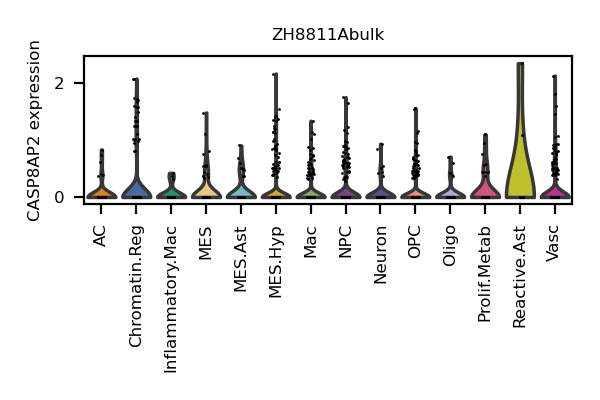 ZH8811Abulk
CASP8AP2 expression
2
0
AC
Chromatin.Reg
Inflammatory.Mac
MES
MES.Ast
MES.Hyp
Mac
NPC
Neuron
OPC
Oligo
Prolif.Metab
Reactive.Ast
Vasc